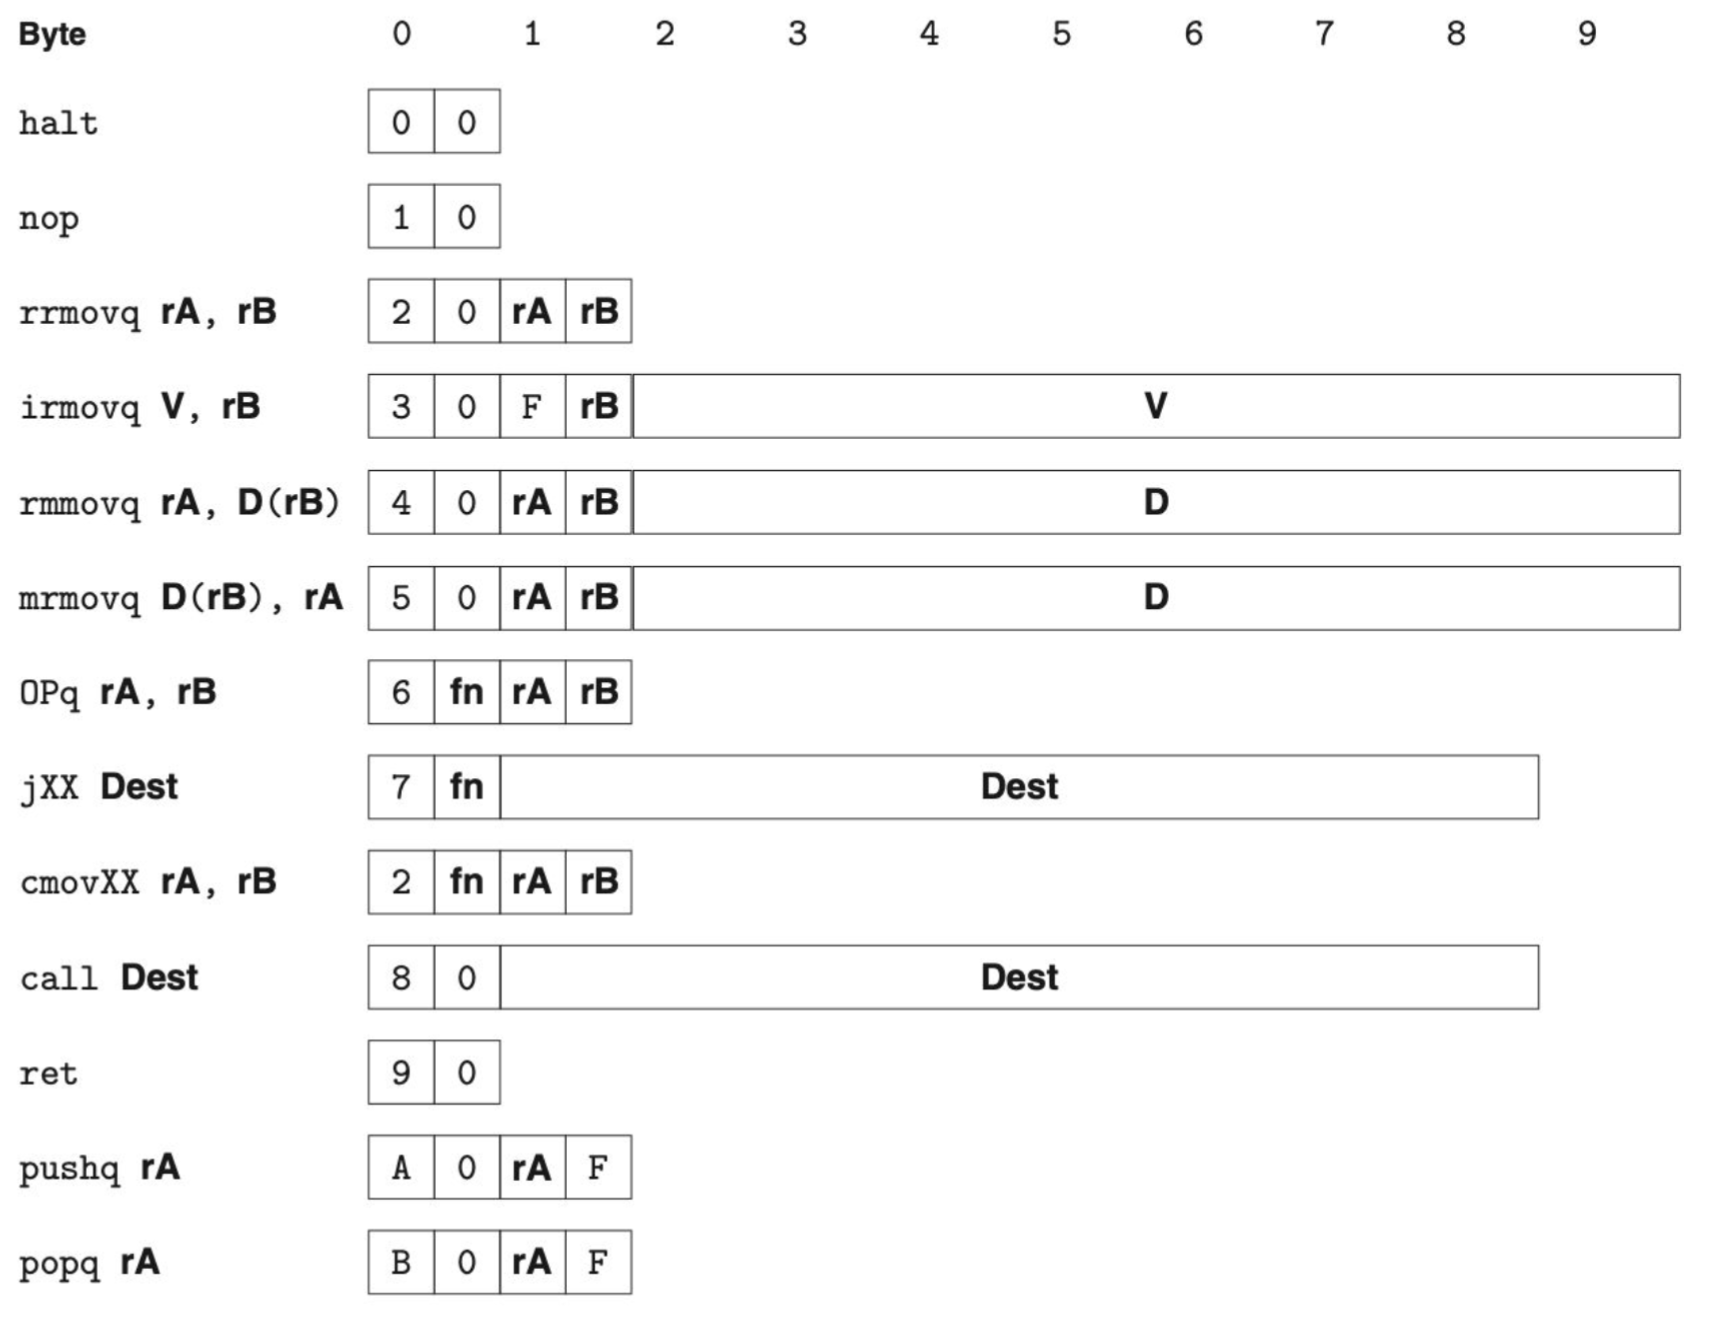 Byte 0 1 2 3 4 5 6 7 8 9
halt 0 0
nop 1 0
rrmovq rA, rB 2 0 rA rB
irmovq V, rB 3 0 F rB V
rmmovq rA, D(rB) 4 0 rA rB D
mrmovq D(rB), rA 5 0 rA rB D
OPq rA, rB 6 fn rA rB
jXX Dest 7 fn Dest
cmovXX rA, rB 2 fn rA rB
call Dest 8 0 Dest
ret 9 0
pushq rA A 0 rA F
popq rA B 0 rA F